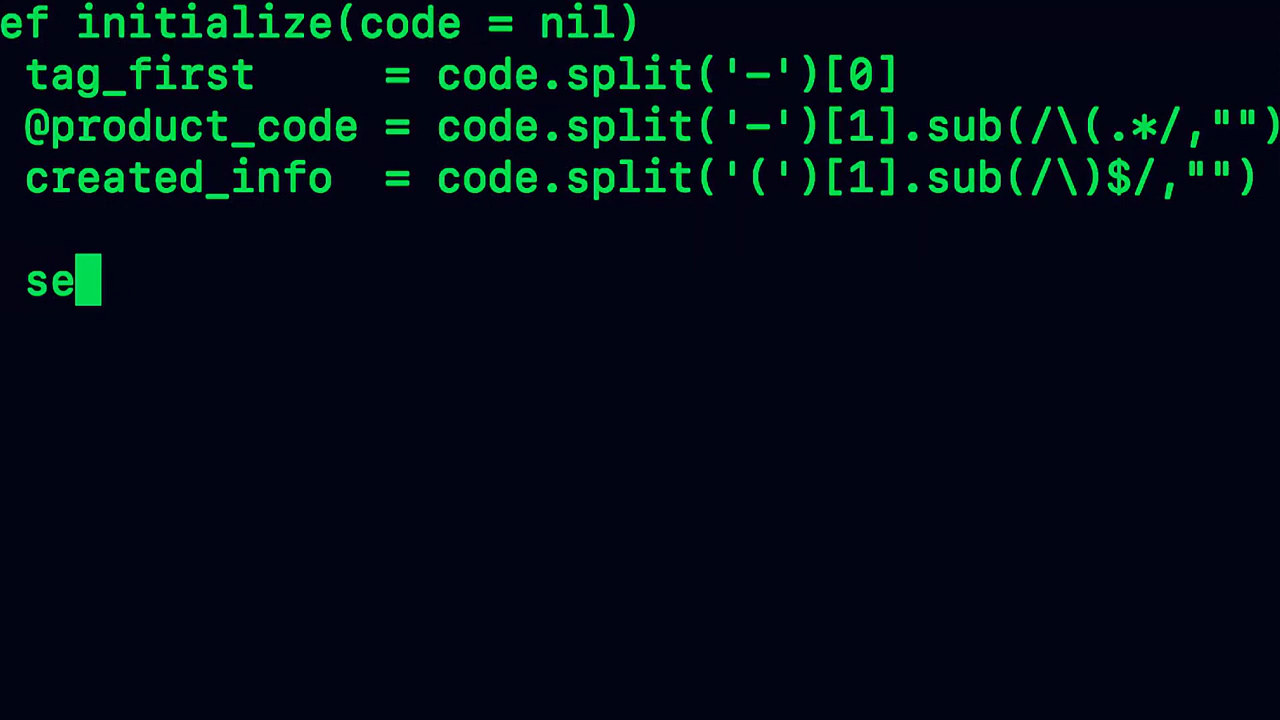 ef initialize(code = nil)
tag_first = code.split('-')[0]
@product_code = code.split('-')[1].sub(/\(.*/,"")
created_info = code.split('(')[1].sub(/\)$/,"")
se